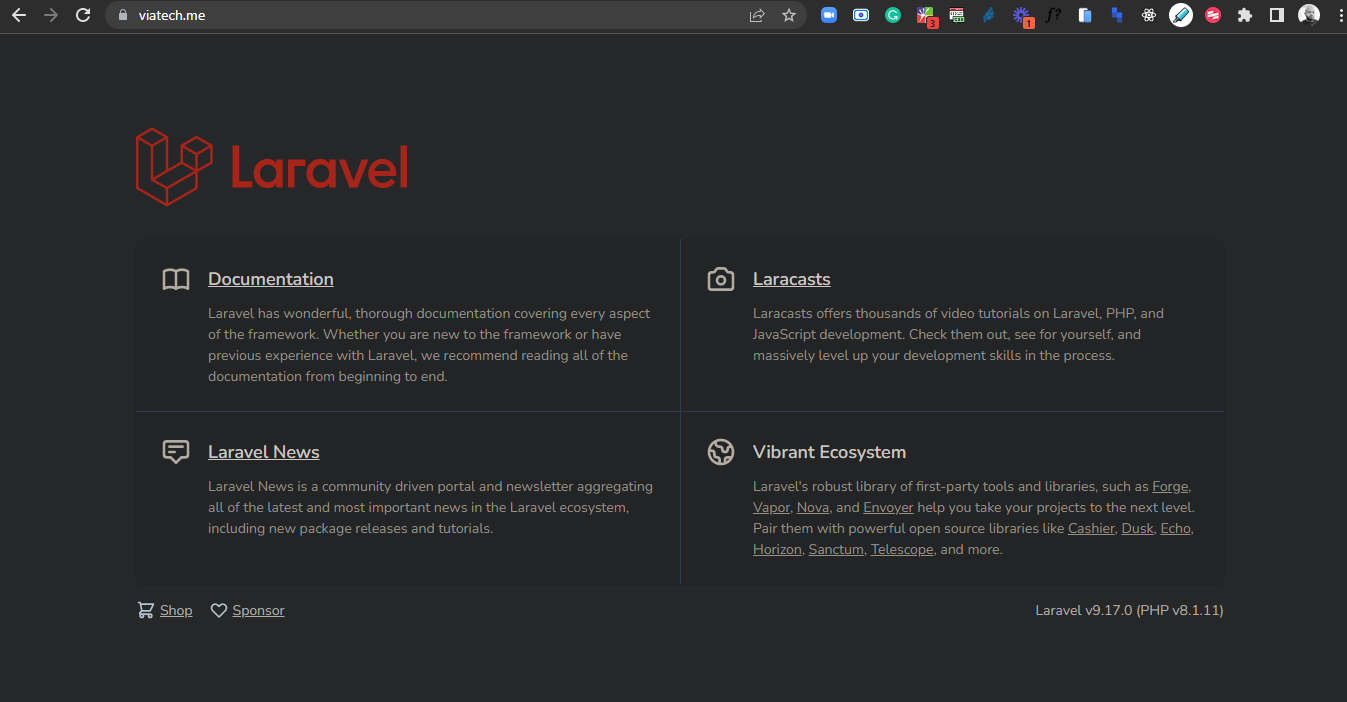 viatech.me
3
1
f?
Laravel
Documentation
Laravel has wonderful, thorough documentation covering every aspect
of the framework. Whether you are new to the framework or have
previous experience with Laravel, we recommend reading all of the
documentation from beginning to end.
Laracasts
Laracasts offers thousands of video tutorials on Laravel, PHP, and
JavaScript development. Check them out, see for yourself, and
massively level up your development skills in the process.
Laravel News
Laravel News is a community driven portal and newsletter aggregating
all of the latest and most important news in the Laravel ecosystem,
including new package releases and tutorials.
Vibrant Ecosystem
Laravel's robust library of first-party tools and libraries, such as Forge,
Vapor, Nova, and Envoyer help you take your projects to the next level.
Pair them with powerful open source libraries like Cashier, Dusk, Echo,
Horizon, Sanctum, Telescope, and more.
Shop
Sponsor
Laravel v9.17.0 (PHP v8.1.11)